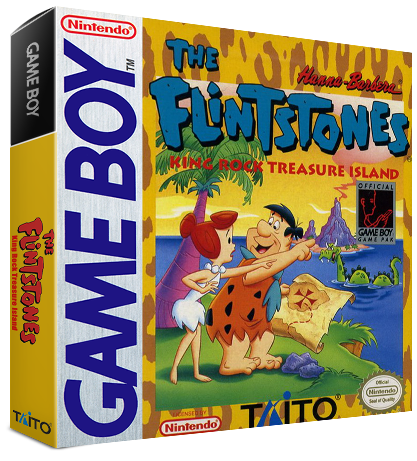 GAME BOY
THE
FLINTSTONES
King Rock Treasure Island
TAITO
Nintendo
GAME BOY
TM
Hanna-Barbera
THE
FLINTSTONES
KING ROCK TREASURE ISLAND
OFFICIAL
GAME BOY
GAME PAK
LICENSED BY
Nintendo
TAITO
Official
Nintendo
Seal of Quality